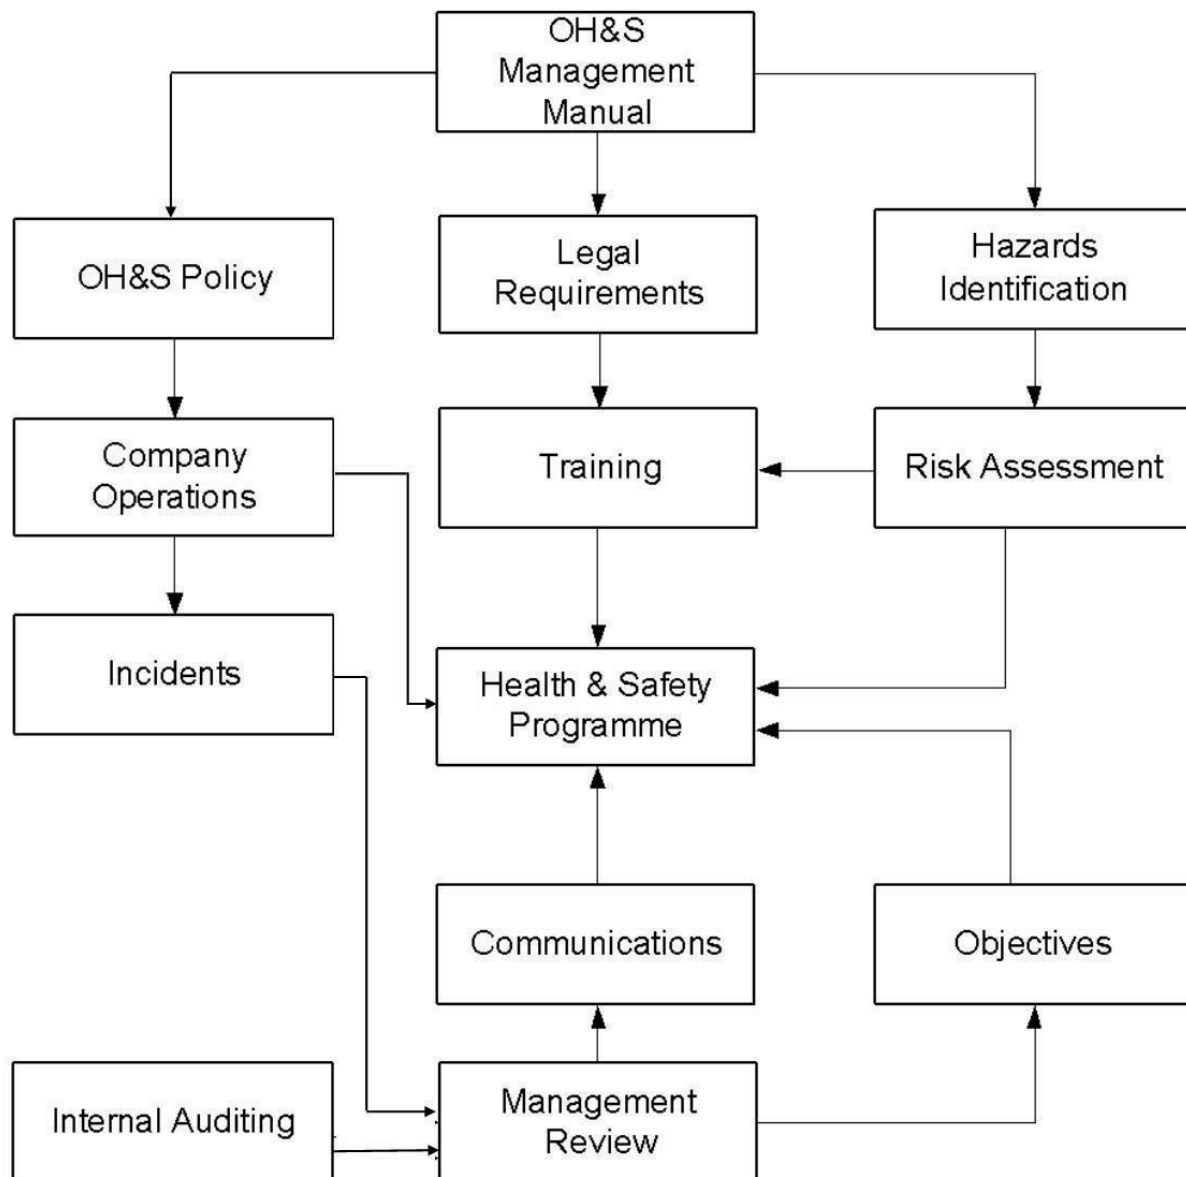 OH&S
Management
Manual
OH&S Policy
Legal
Requirements
Hazards
Identification
Company
Operations
Training
Risk Assessment
Incidents
Health & Safety
Programme
Communications
Objectives
Internal Auditing
Management
Review